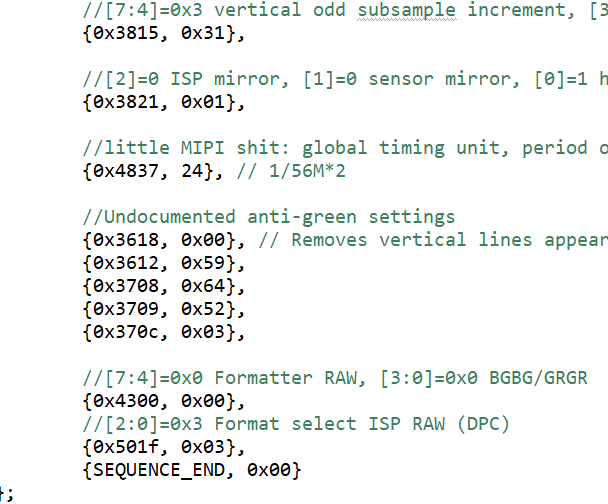 //[7:4]=0x3 vertical odd subsample increment, [3
{0x3815, 0x31},
//[2]=0 ISP mirror, [1]=0 sensor mirror, [0]=1 h
{0x3821, 0x01},
//little MIPI shit: global timing unit, period o
{0x4837, 24}, // 1/56M*2
//Undocumented anti-green settings
{0x3618, 0x00}, // Removes vertical lines appear
{0x3612, 0x59},
{0x3708, 0x64},
{0x3709, 0x52},
{0x370c, 0x03},
//[7:4]=0x0 Formatter RAW, [3:0]=0x0 BGBG/GRGR
{0x4300, 0x00},
//[2:0]=0x3 Format select ISP RAW (DPC)
{0x501f, 0x03},
{SEQUENCE_END, 0x00}
};